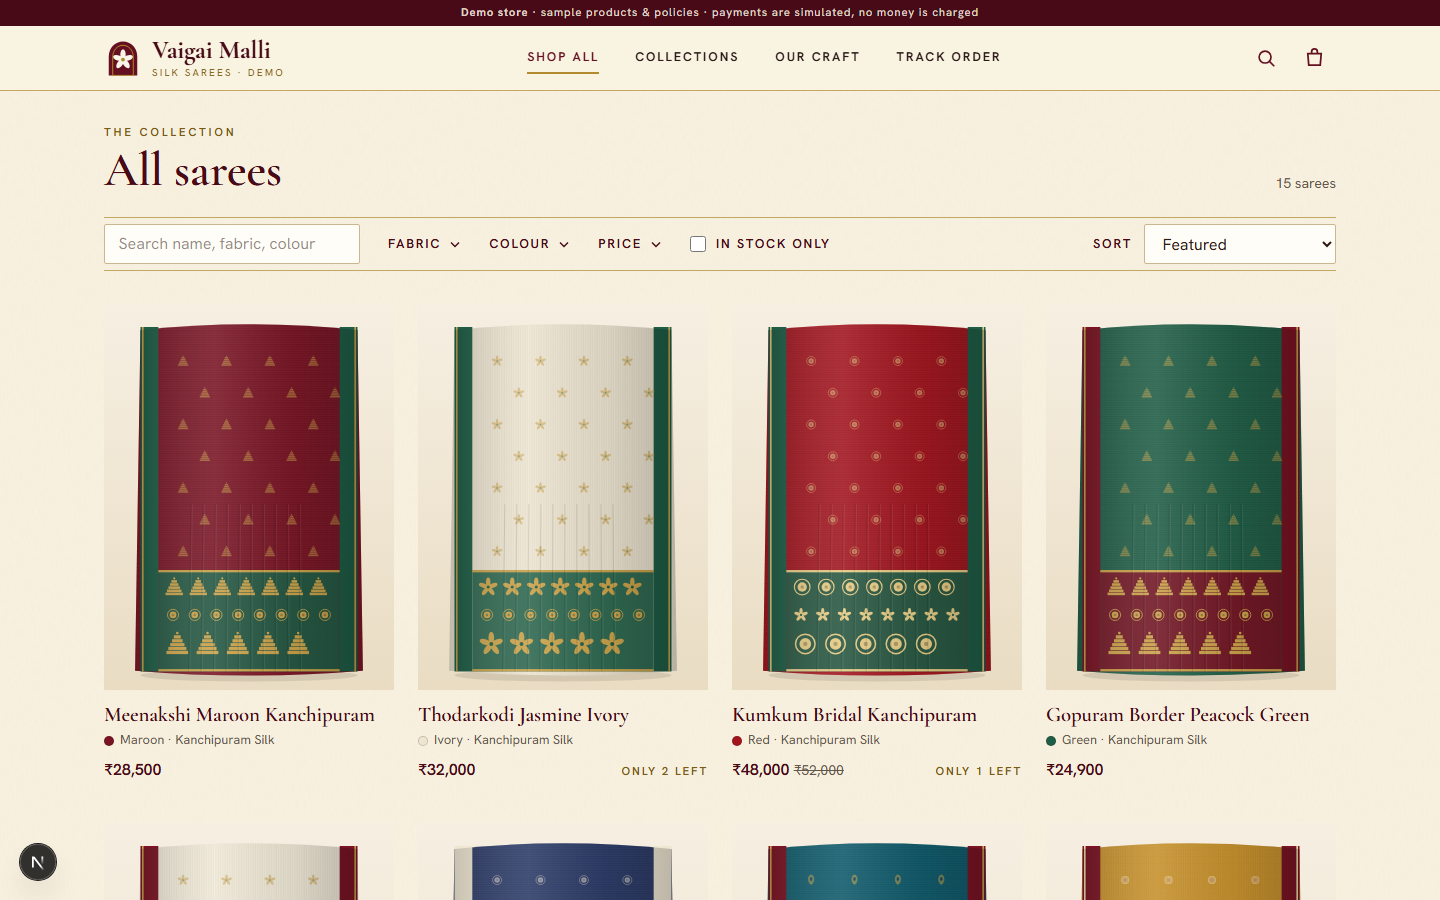 Demo store · sample products & policies · payments are simulated, no money is charged
Vaigai Malli
SILK SAREES · DEMO
SHOP ALL
COLLECTIONS
OUR CRAFT
TRACK ORDER
THE COLLECTION
All sarees
15 sarees
Search name, fabric, colour
FABRIC
COLOUR
PRICE
IN STOCK ONLY
SORT
Featured
Meenakshi Maroon Kanchipuram
Maroon · Kanchipuram Silk
₹28,500
Thodarkodi Jasmine Ivory
Ivory · Kanchipuram Silk
₹32,000
ONLY 2 LEFT
Kumkum Bridal Kanchipuram
Red · Kanchipuram Silk
₹48,000 ₹52,000
ONLY 1 LEFT
Gopuram Border Peacock Green
Green · Kanchipuram Silk
₹24,900
N